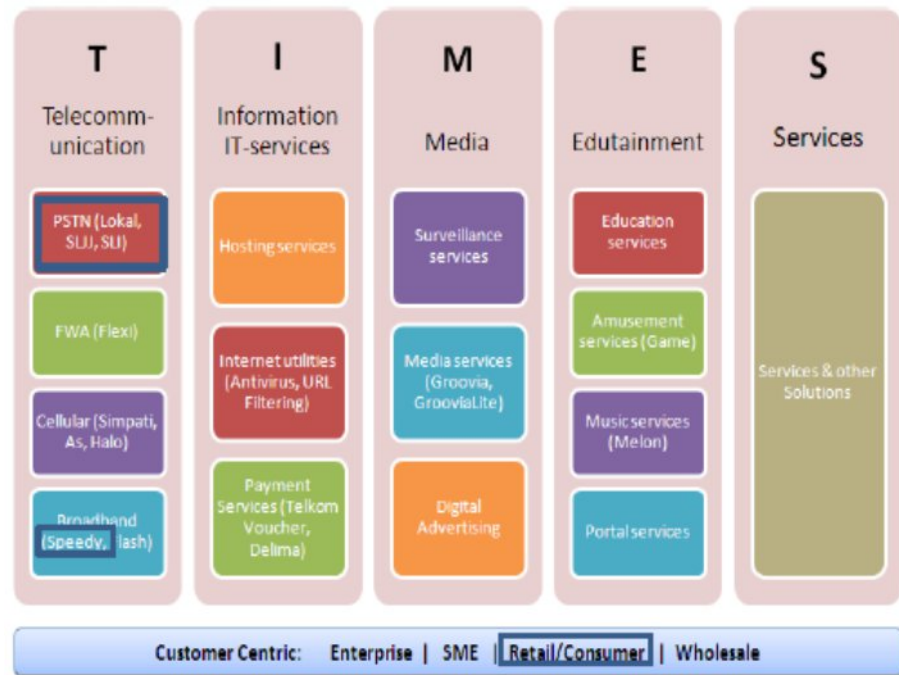 T
Telecomm-
unication
PSTN (Lokal,
SLJJ, SLI)
FWA (Flexi)
Cellular (Simpati,
As, Halo)
Broadband
(Speedy, Flash)
I
Information
IT-services
Hosting services
Internet utilities
(Antivirus, URL
Filtering)
Payment
Services (Telkom
Voucher,
Delima)
M
Media
Surveillance
services
Media services
(Groovia,
GrooviaLite)
Digital
Advertising
E
Edutainment
Education
services
Amusement
services (Game)
Music services
(Melon)
Portal services
S
Services
Services & other
Solutions
Customer Centric: Enterprise | SME | Retail/Consumer | Wholesale